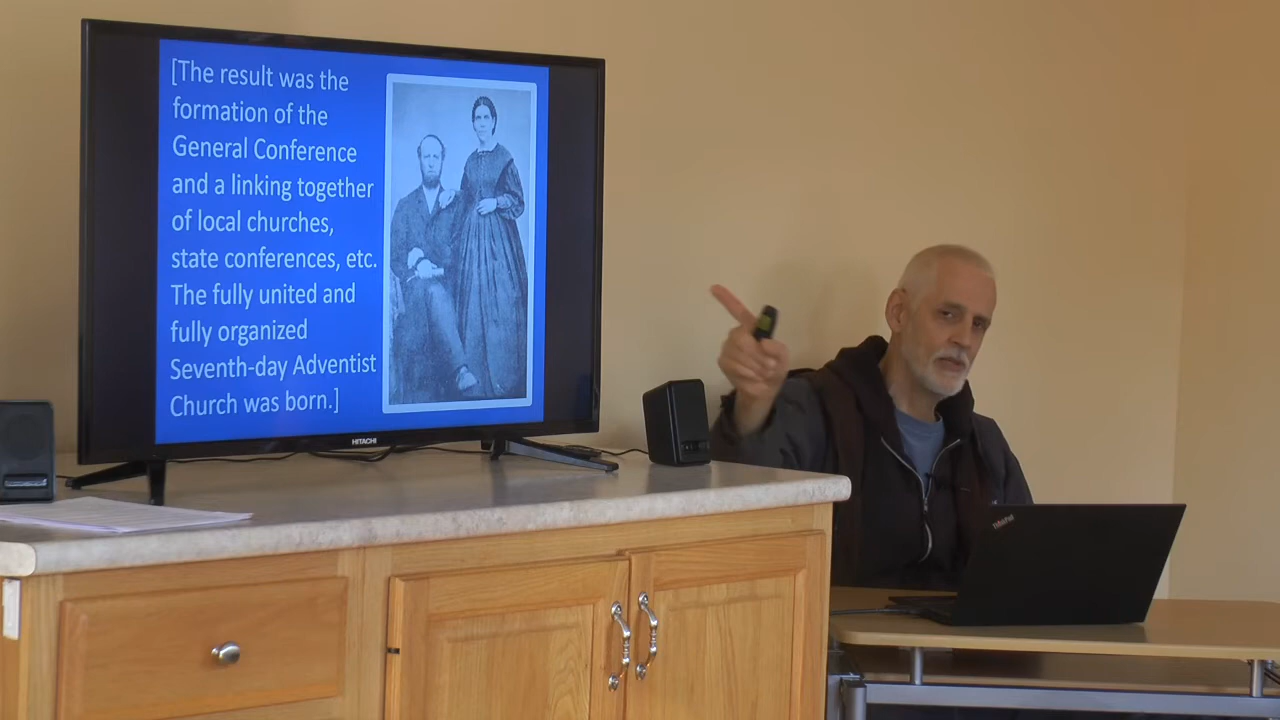 [The result was the
formation of the
General Conference
and a linking together
of local churches,
state conferences, etc.
The fully united and
fully organized
Seventh-day Adventist
Church was born.]
HITACHI
ThinkPad